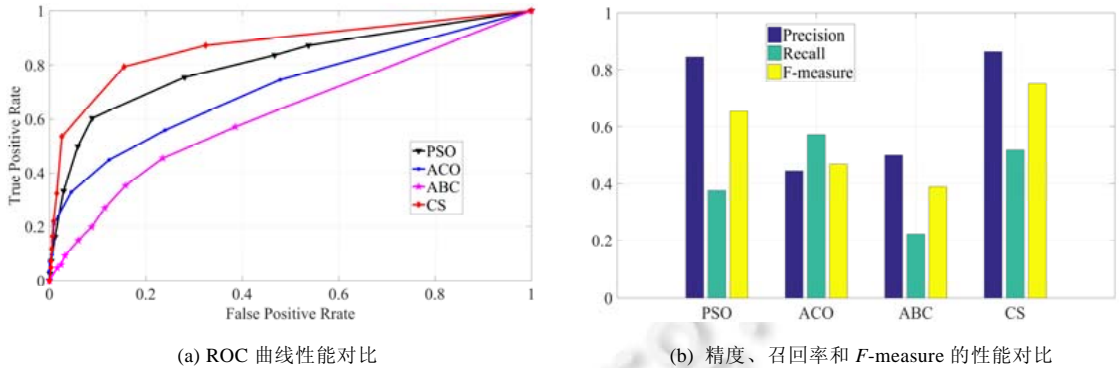 1
0.8
0.6
0.4
0.2
0
True Positive Rate
0 0.2 0.4 0.6 0.8 1
False Positive Rrate
PSO
ACO
ABC
CS
(a) ROC 曲线性能对比
1
0.8
0.6
0.4
0.2
0
Precision
Recall
F-measure
PSO ACO ABC CS
(b) 精度、召回率和 F-measure 的性能对比